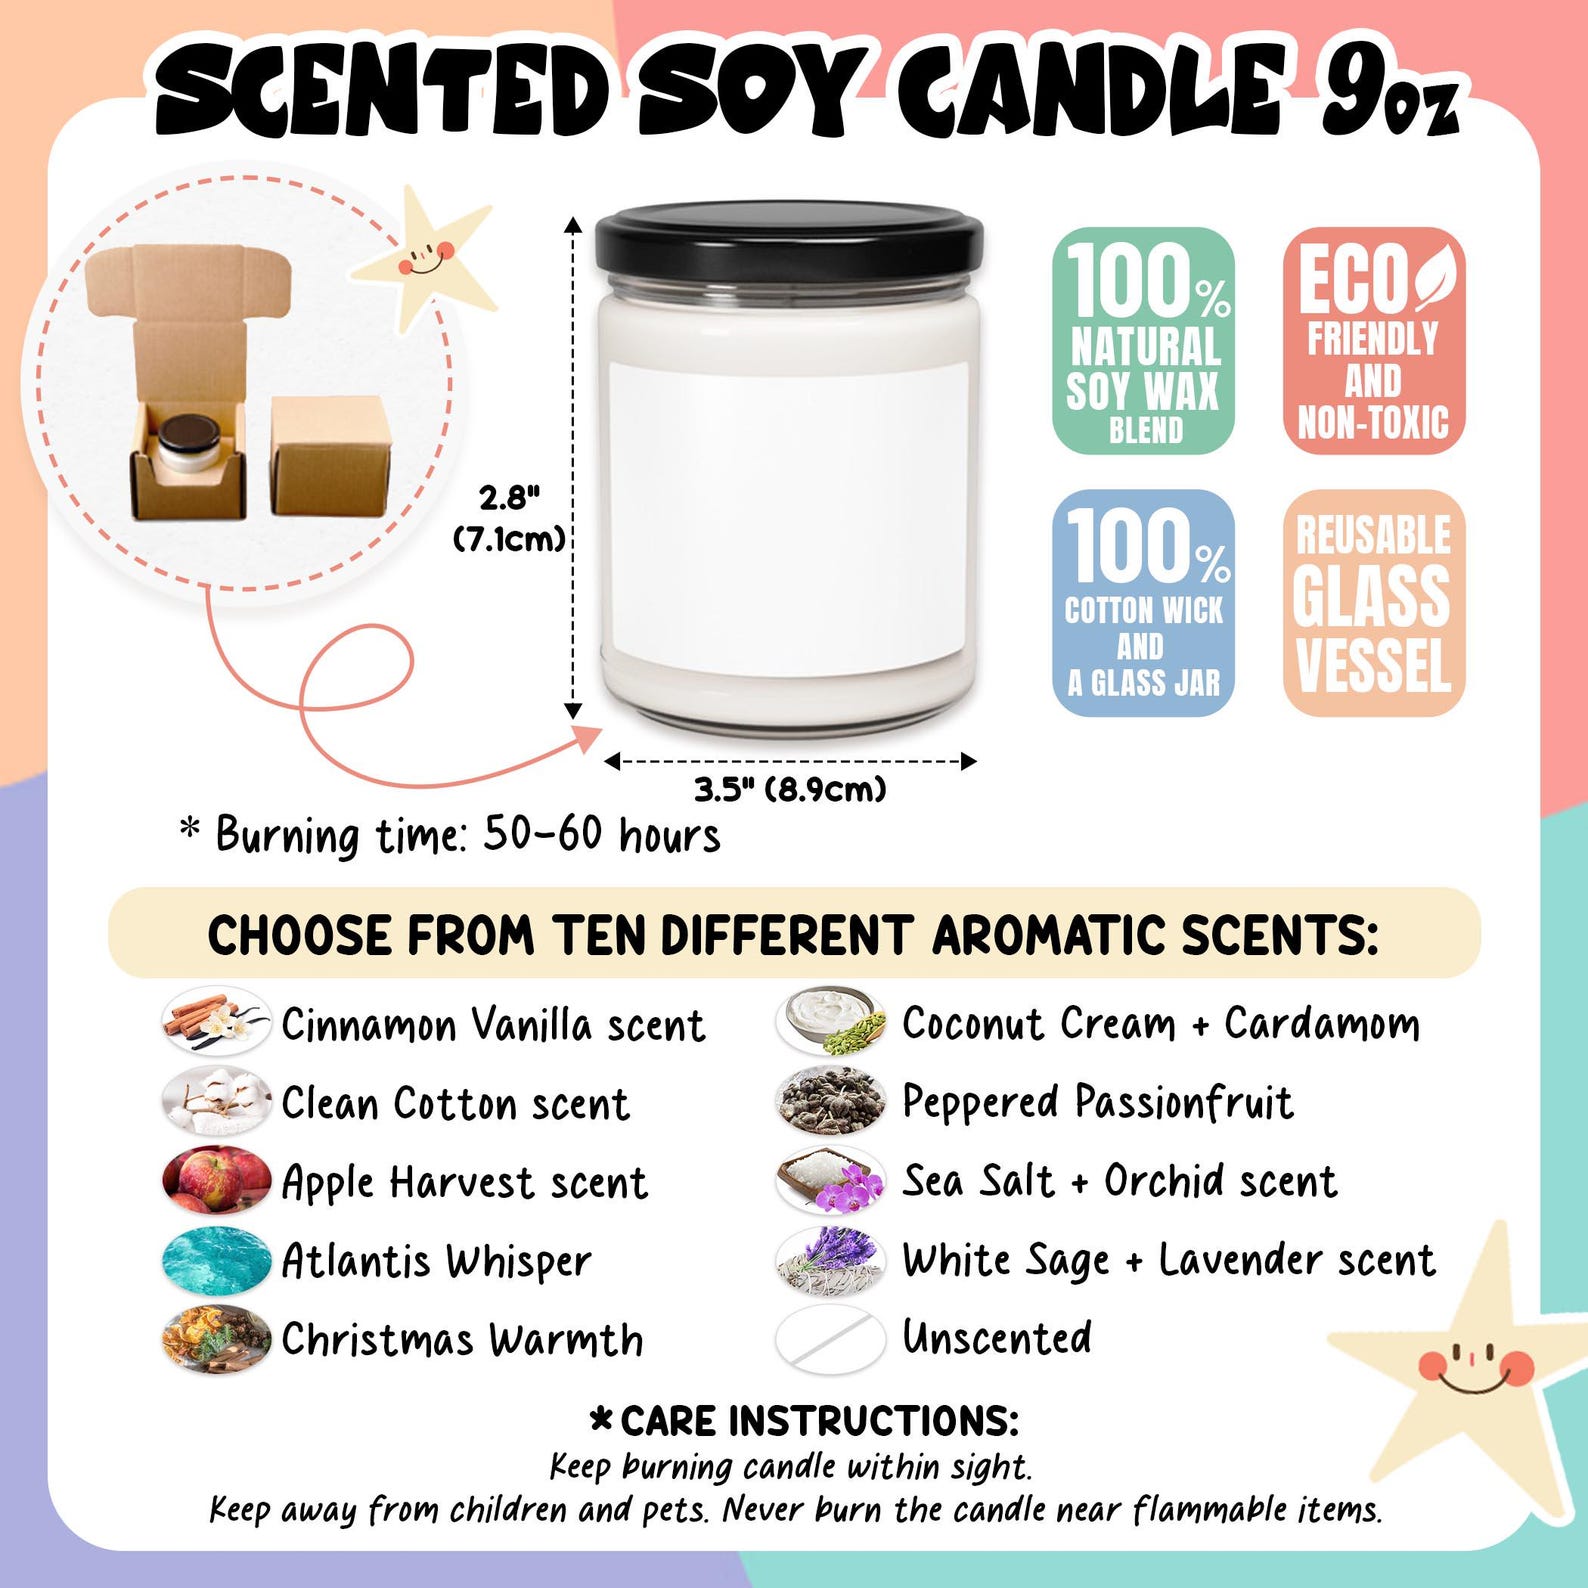 SCENTED SOY CANDLE 9oz
2.8"
(7.1cm)
3.5" (8.9cm)
100%
NATURAL
SOY WAX
BLEND
ECO
FRIENDLY
AND
NON-TOXIC
100%
COTTON WICK
AND
A GLASS JAR
REUSABLE
GLASS
VESSEL
* Burning time: 50-60 hours
CHOOSE FROM TEN DIFFERENT AROMATIC SCENTS:
Cinnamon Vanilla scent
Clean Cotton scent
Apple Harvest scent
Atlantis Whisper
Christmas Warmth
Coconut Cream + Cardamom
Peppered Passionfruit
Sea Salt + Orchid scent
White Sage + Lavender scent
Unscented
* CARE INSTRUCTIONS:
Keep burning candle within sight.
Keep away from children and pets. Never burn the candle near flammable items.